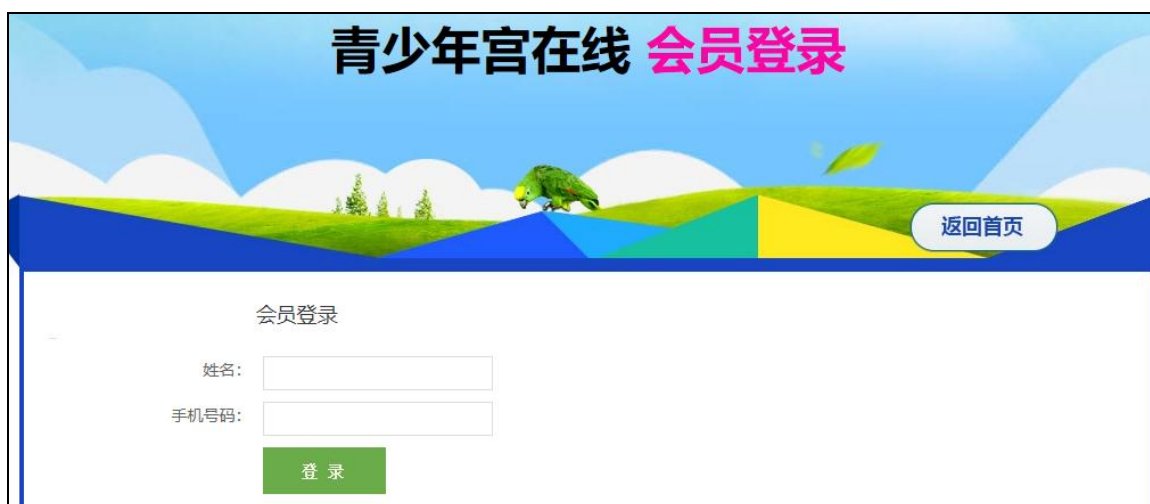 青少年宫在线 会员登录
返回首页
会员登录
姓名：
手机号码：
登 录